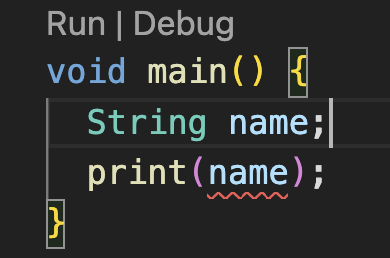 Run | Debug
void main() {
  String name;
  print(name);
}